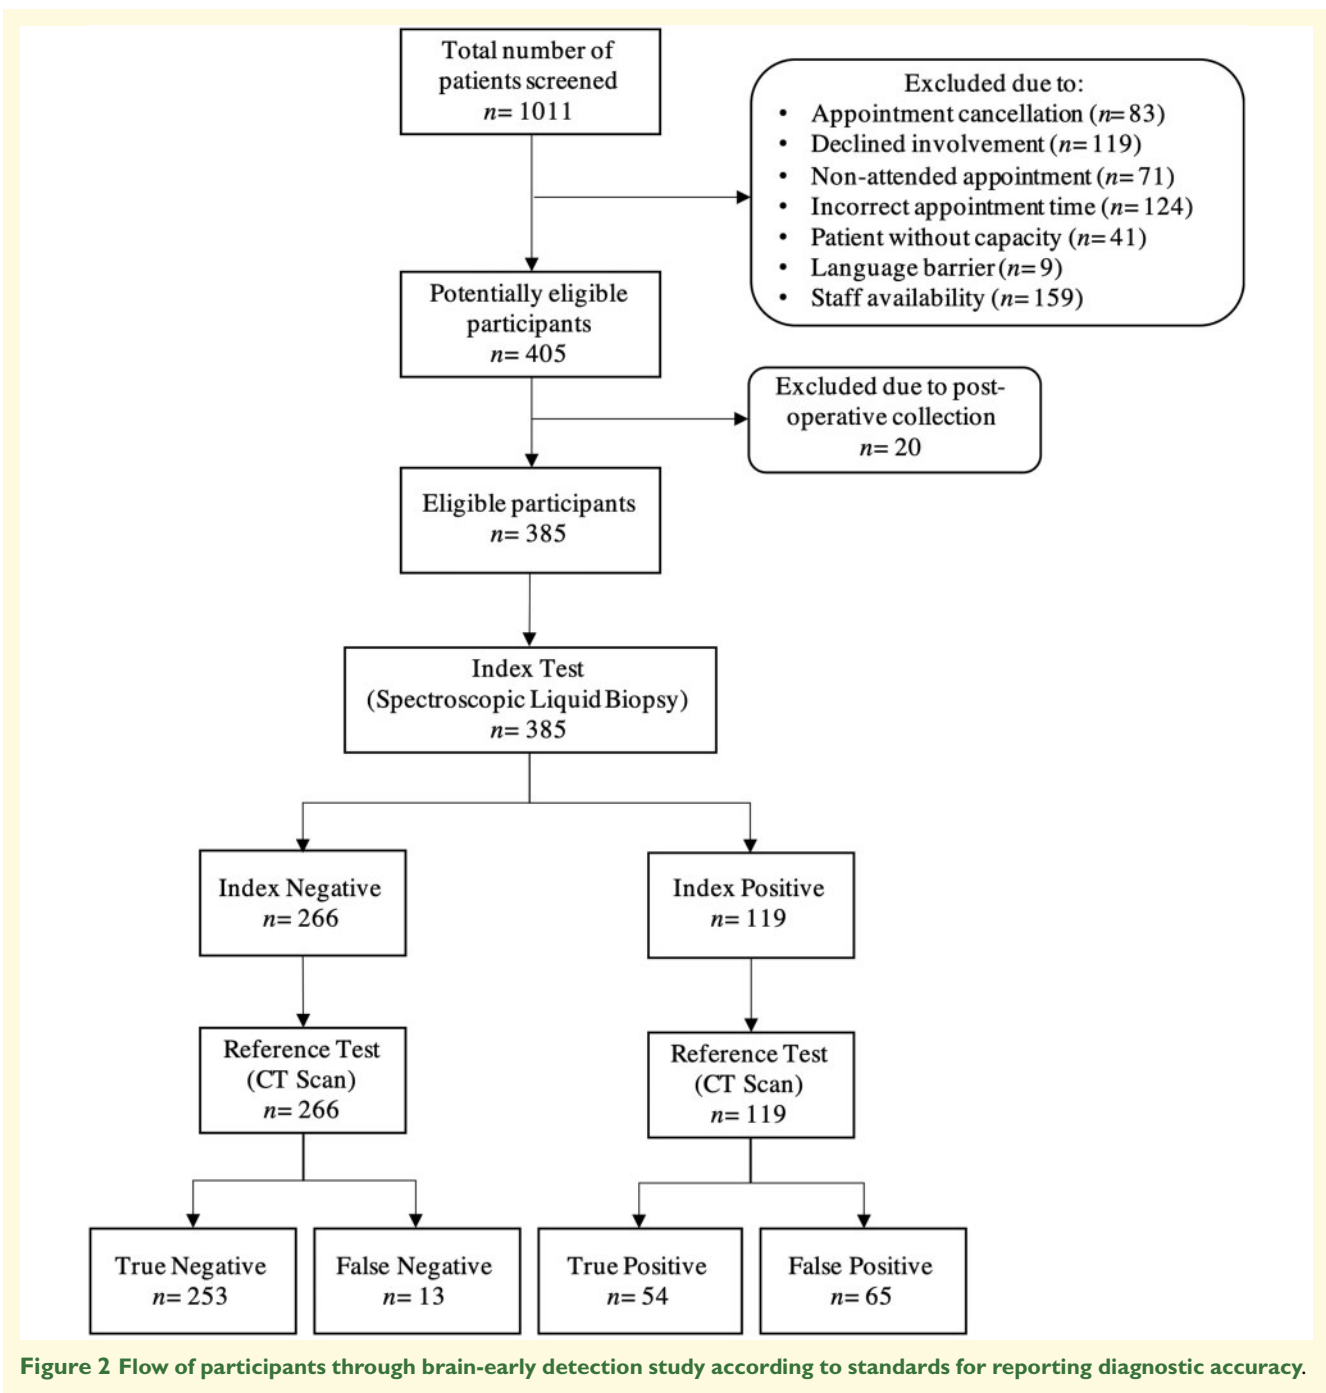 Total number of
patients screened
n= 1011
Excluded due to:
• Appointment cancellation (n= 83)
• Declined involvement (n= 119)
• Non-attended appointment (n= 71)
• Incorrect appointment time (n= 124)
• Patient without capacity (n= 41)
• Language barrier (n= 9)
• Staff availability (n= 159)
Potentially eligible
participants
n= 405
Excluded due to post-
operative collection
n= 20
Eligible participants
n= 385
Index Test
(Spectroscopic Liquid Biopsy)
n= 385
Index Negative
n= 266
Index Positive
n= 119
Reference Test
(CT Scan)
n= 266
Reference Test
(CT Scan)
n= 119
True Negative
n= 253
False Negative
n= 13
True Positive
n= 54
False Positive
n= 65
Figure 2 Flow of participants through brain-early detection study according to standards for reporting diagnostic accuracy.